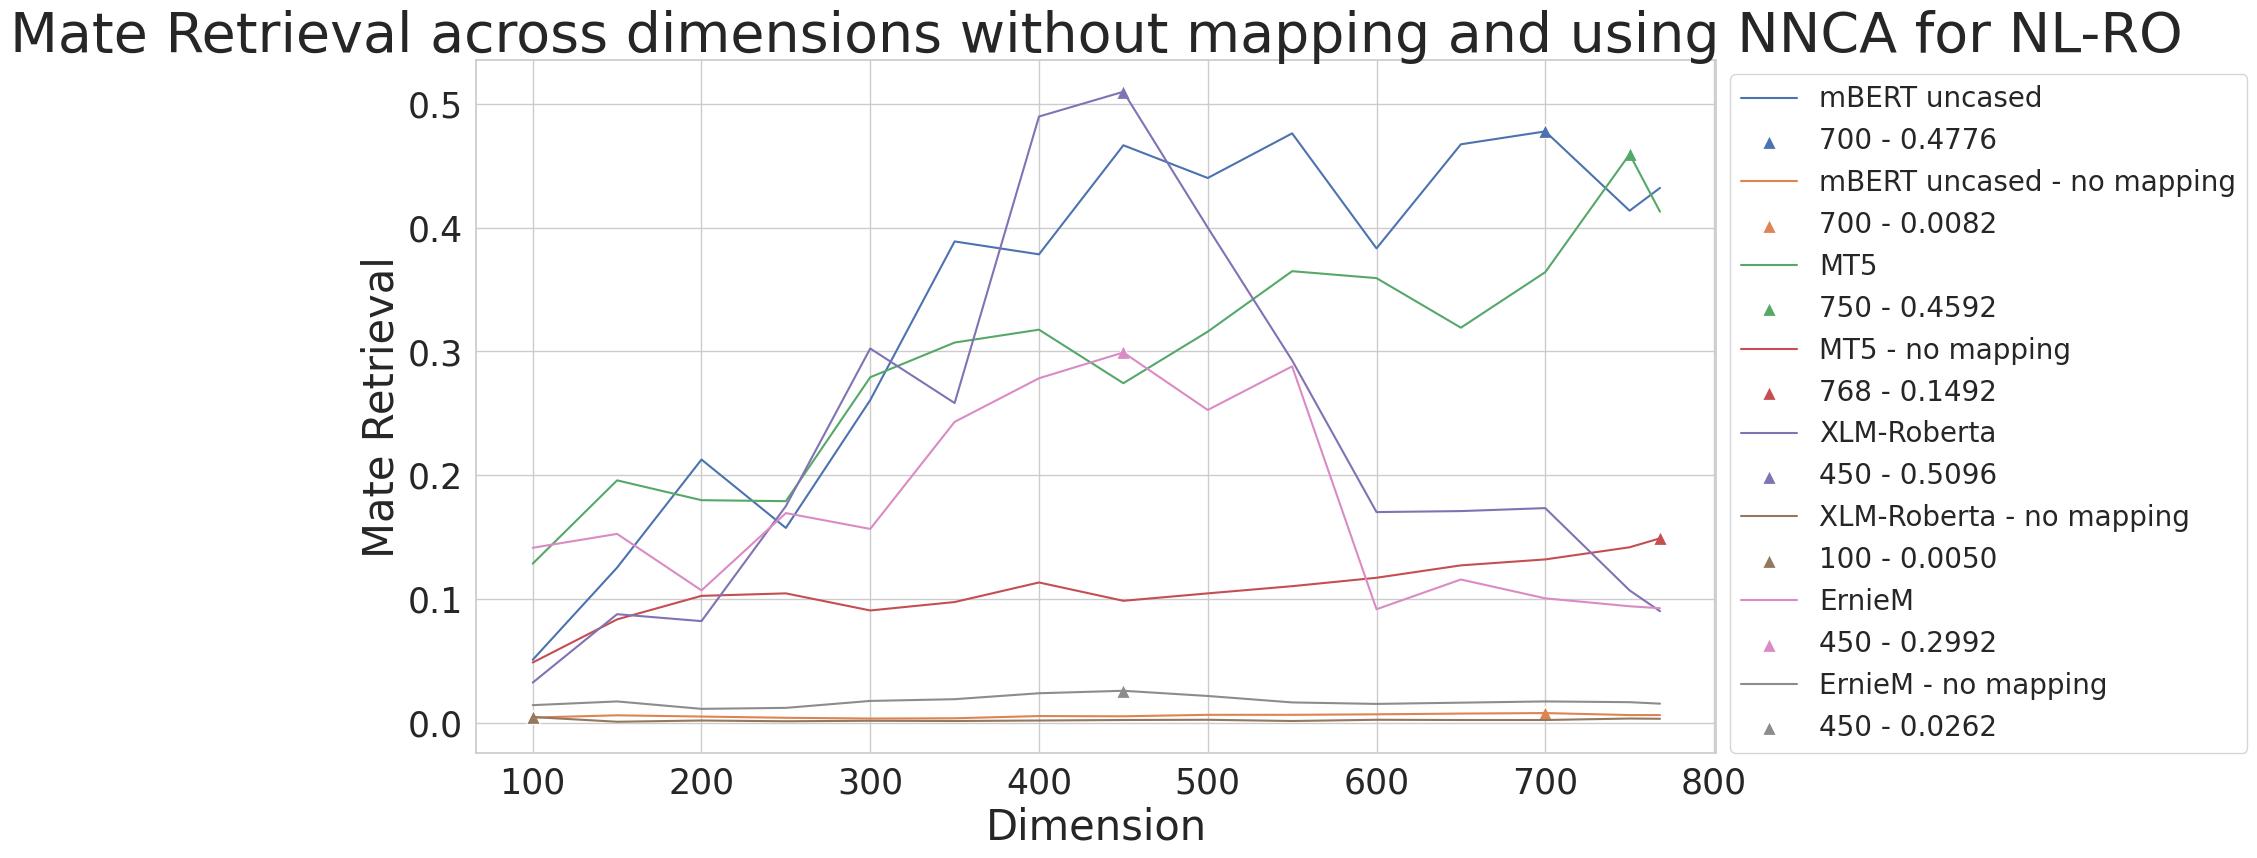 Mate Retrieval across dimensions without mapping and using NNCA for NL-RO
Mate Retrieval
0.5
0.4
0.3
0.2
0.1
0.0
100 200 300 400 500 600 700 800
Dimension
mBERT uncased
700 - 0.4776
mBERT uncased - no mapping
700 - 0.0082
MT5
750 - 0.4592
MT5 - no mapping
768 - 0.1492
XLM-Roberta
450 - 0.5096
XLM-Roberta - no mapping
100 - 0.0050
ErnieM
450 - 0.2992
ErnieM - no mapping
450 - 0.0262